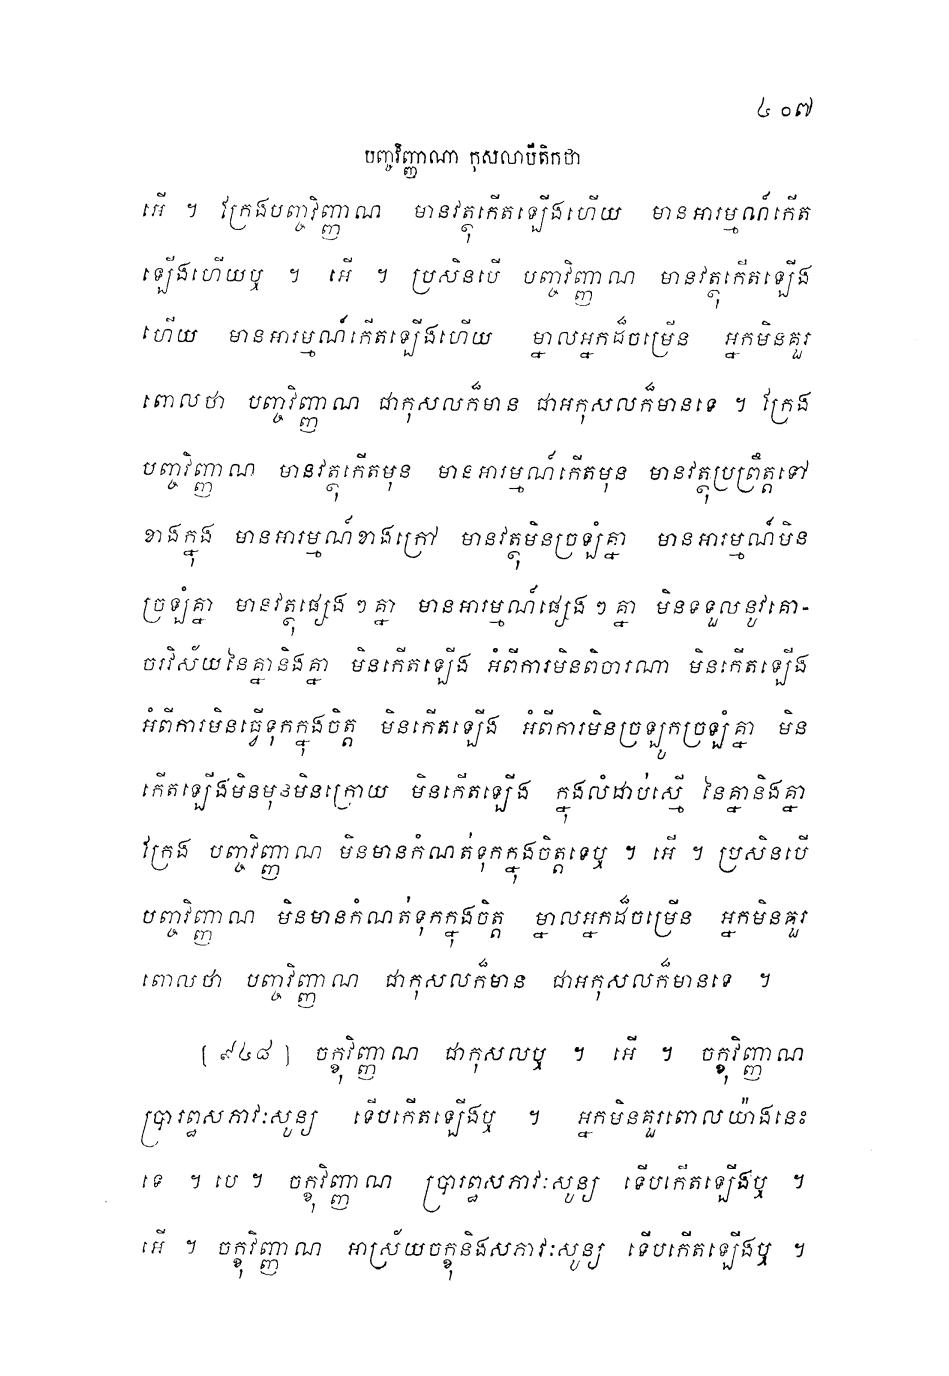 ៤០៧
បញ្ចវិញ្ញាណា កុសលាបីតិកថា
អើ ។ ក្រែងបញ្ចវិញ្ញាណ មានវត្ថុកើតឡើងហើយ មានអារម្មណ៍កើត
ឡើងហើយឬ ។ អើ ។ ប្រសិនបើ បញ្ចវិញ្ញាណ មានវត្ថុកើតឡើង
ហើយ មានអារម្មណ៍កើតឡើងហើយ ម្នាលអ្នកដ៏ចម្រើន អ្នកមិនគួរ
ពោលថា បញ្ចវិញ្ញាណ ជាកុសលក៏មាន ជាអកុសលក៏មានទេ ។ ក្រែង
បញ្ចវិញ្ញាណ មានវត្ថុកើតមុន មានអារម្មណ៍កើតមុន មានវត្ថុប្រព្រឹត្តទៅ
ខាងក្នុង មានអារម្មណ៍ខាងក្រៅ មានវត្ថុមិនច្រឡំគ្នា មានអារម្មណ៍មិន
ច្រឡំគ្នា មានវត្ថុផ្សេងៗគ្នា មានអារម្មណ៍ផ្សេងៗគ្នា មិនទទួលនូវគោ-
ចរវិស័យនៃគ្នានិងគ្នា មិនកើតឡើង អំពីការមិនពិចារណា មិនកើតឡើង
អំពីការមិនធ្វើទុកក្នុងចិត្ត មិនកើតឡើង អំពីការមិនច្រឡូកច្រឡំគ្នា មិន
កើតឡើងមិនមុនមិនក្រោយ មិនកើតឡើង ក្នុងលំដាប់ស្មើ នៃគ្នានិងគ្នា
ក្រែង បញ្ចវិញ្ញាណ មិនមានកំណត់ទុកក្នុងចិត្តទេឬ ។ អើ ។ ប្រសិនបើ
បញ្ចវិញ្ញាណ មិនមានកំណត់ទុកក្នុងចិត្ត ម្នាលអ្នកដ៏ចម្រើន អ្នកមិនគួរ
ពោលថា បញ្ចវិញ្ញាណ ជាកុសលក៏មាន ជាអកុសលក៏មានទេ ។
[៩៤៨] ចក្ខុវិញ្ញាណ ជាកុសលឬ ។ អើ ។ ចក្ខុវិញ្ញាណ
ប្រារព្ធសភាវៈសូន្យ ទើបកើតឡើងឬ ។ អ្នកមិនគួរពោលយ៉ាងនេះ
ទេ ។ បេ ។ ចក្ខុវិញ្ញាណ ប្រារព្ធសភាវៈសូន្យ ទើបកើតឡើងឬ ។
អើ ។ ចក្ខុវិញ្ញាណ អាស្រ័យចក្ខុនិងសភាវៈសូន្យ ទើបកើតឡើងឬ ។